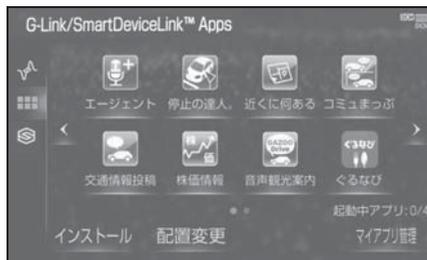 G-Link/SmartDeviceLink™ Apps
エージェント 停止の達人。 近くに何ある コミュまっぷ
株 価
GAZOO Drive
ぐるなび
交通情報投稿 株価情報 音声観光案内 ぐるなび
起動中アプリ:0/4
インストール 配置変更 マイアプリ管理